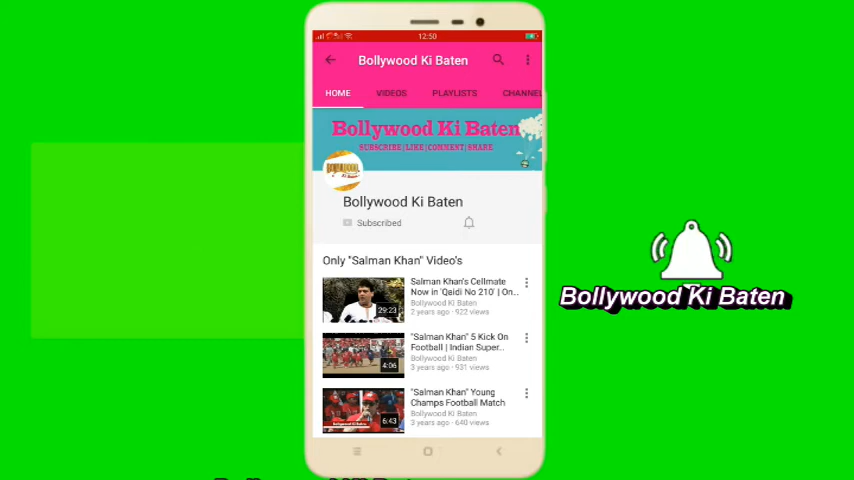 12:50
Bollywood Ki Baten
HOME VIDEOS PLAYLISTS CHANNEL
Bollywood Ki Baten
SUBSCRIBE|LIKE|COMMENT|SHARE
Bollywood Ki Baten
Subscribed
Only "Salman Khan" Video's
Salman Khan's Cellmate
Now in 'Qaidi No 210' | On...
Bollywood Ki Baten
2 years ago · 922 views
29:23
"Salman Khan" 5 Kick On
Football | Indian Super...
Bollywood Ki Baten
3 years ago · 931 views
4:06
"Salman Khan" Young
Champs Football Match
Bollywood Ki Baten
3 years ago · 640 views
6:43
Bollywood Ki Baten